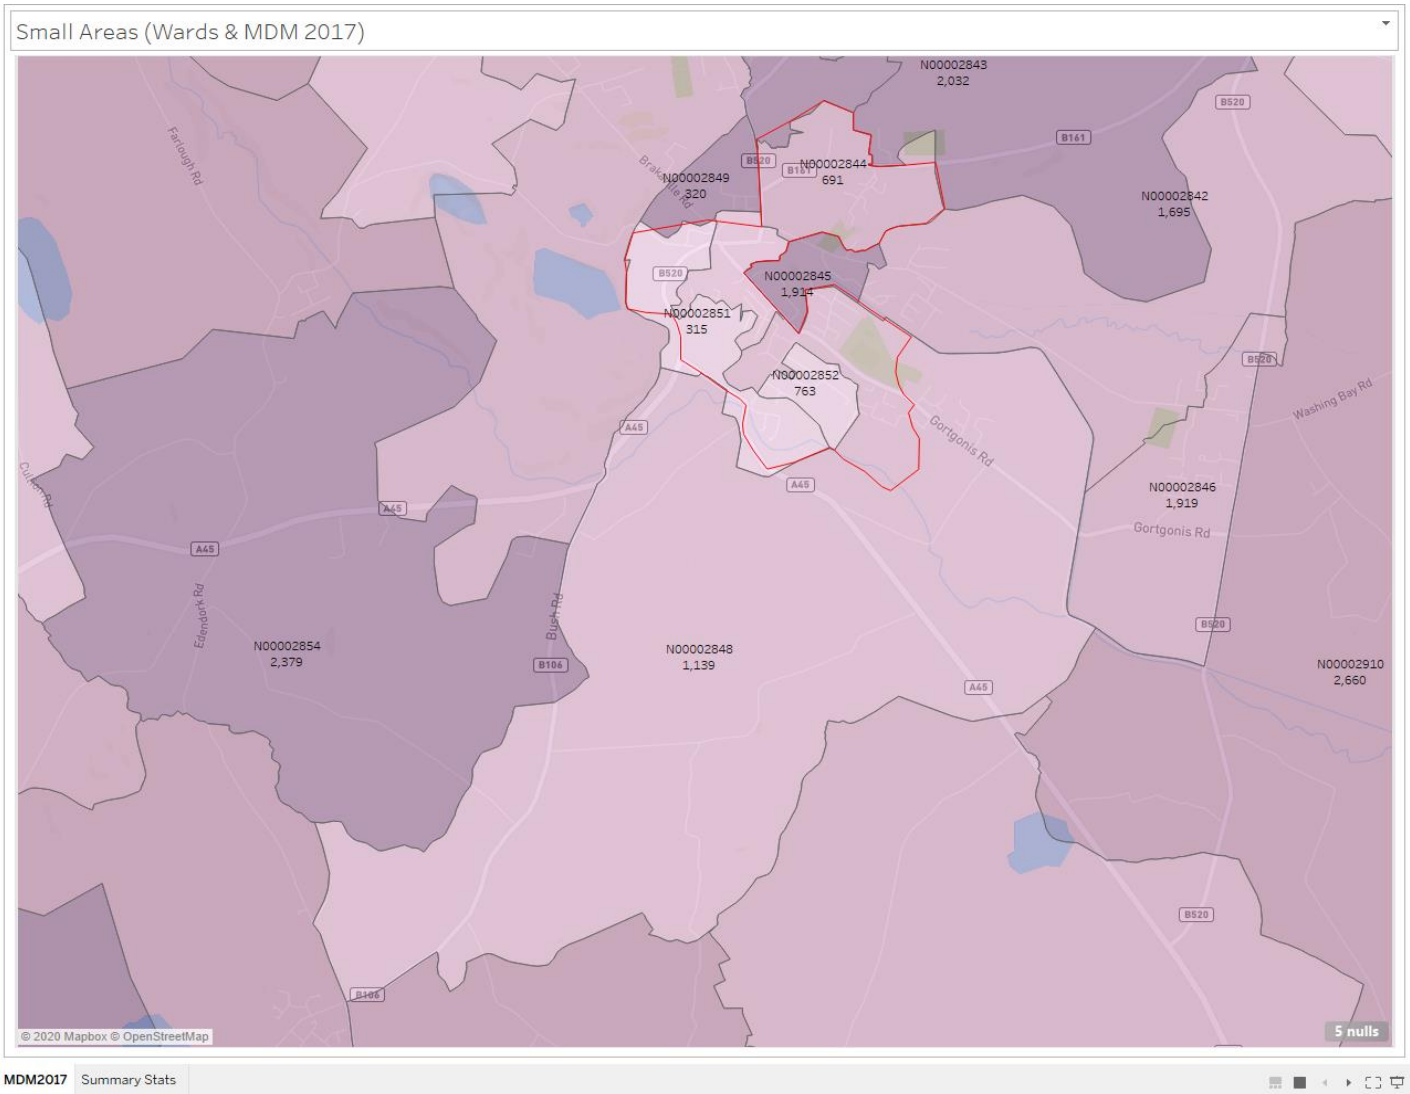 Small Areas (Wards & MDM 2017)
N00002843
2,032
B520
B161
Farlough Rd
B520
B161
N00002844
691
Brakaville Rd
N00002849
320
N00002842
1,695
B520
N00002845
1,914
N00002851
315
B520
N00002852
763
Washing Bay Rd
A45
Gortgonis Rd
A45
N00002846
1,919
A45
Gortgonis Rd
A45
Edendork Rd
Bush Rd
B520
N00002854
2,379
N00002848
1,139
B106
N00002910
2,660
A45
B520
B106
© 2020 Mapbox © OpenStreetMap
5 nulls
MDM2017
Summary Stats